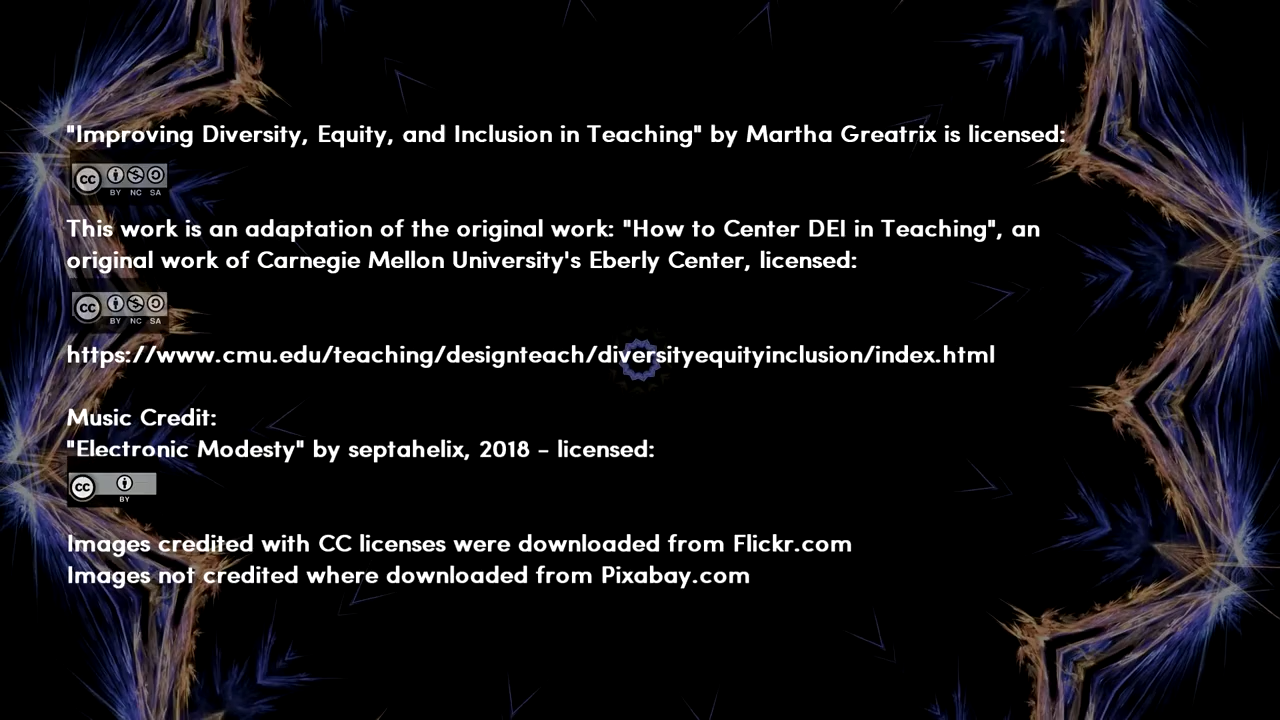 "Improving Diversity, Equity, and Inclusion in Teaching" by Martha Greatrix is licensed:
CC BY NC SA
This work is an adaptation of the original work: "How to Center DEI in Teaching", an
original work of Carnegie Mellon University's Eberly Center, licensed:
CC BY NC SA
https://www.cmu.edu/teaching/designteach/diversityequityinclusion/index.html
Music Credit:
"Electronic Modesty" by septahelix, 2018 - licensed:
CC BY
Images credited with CC licenses were downloaded from Flickr.com
Images not credited where downloaded from Pixabay.com